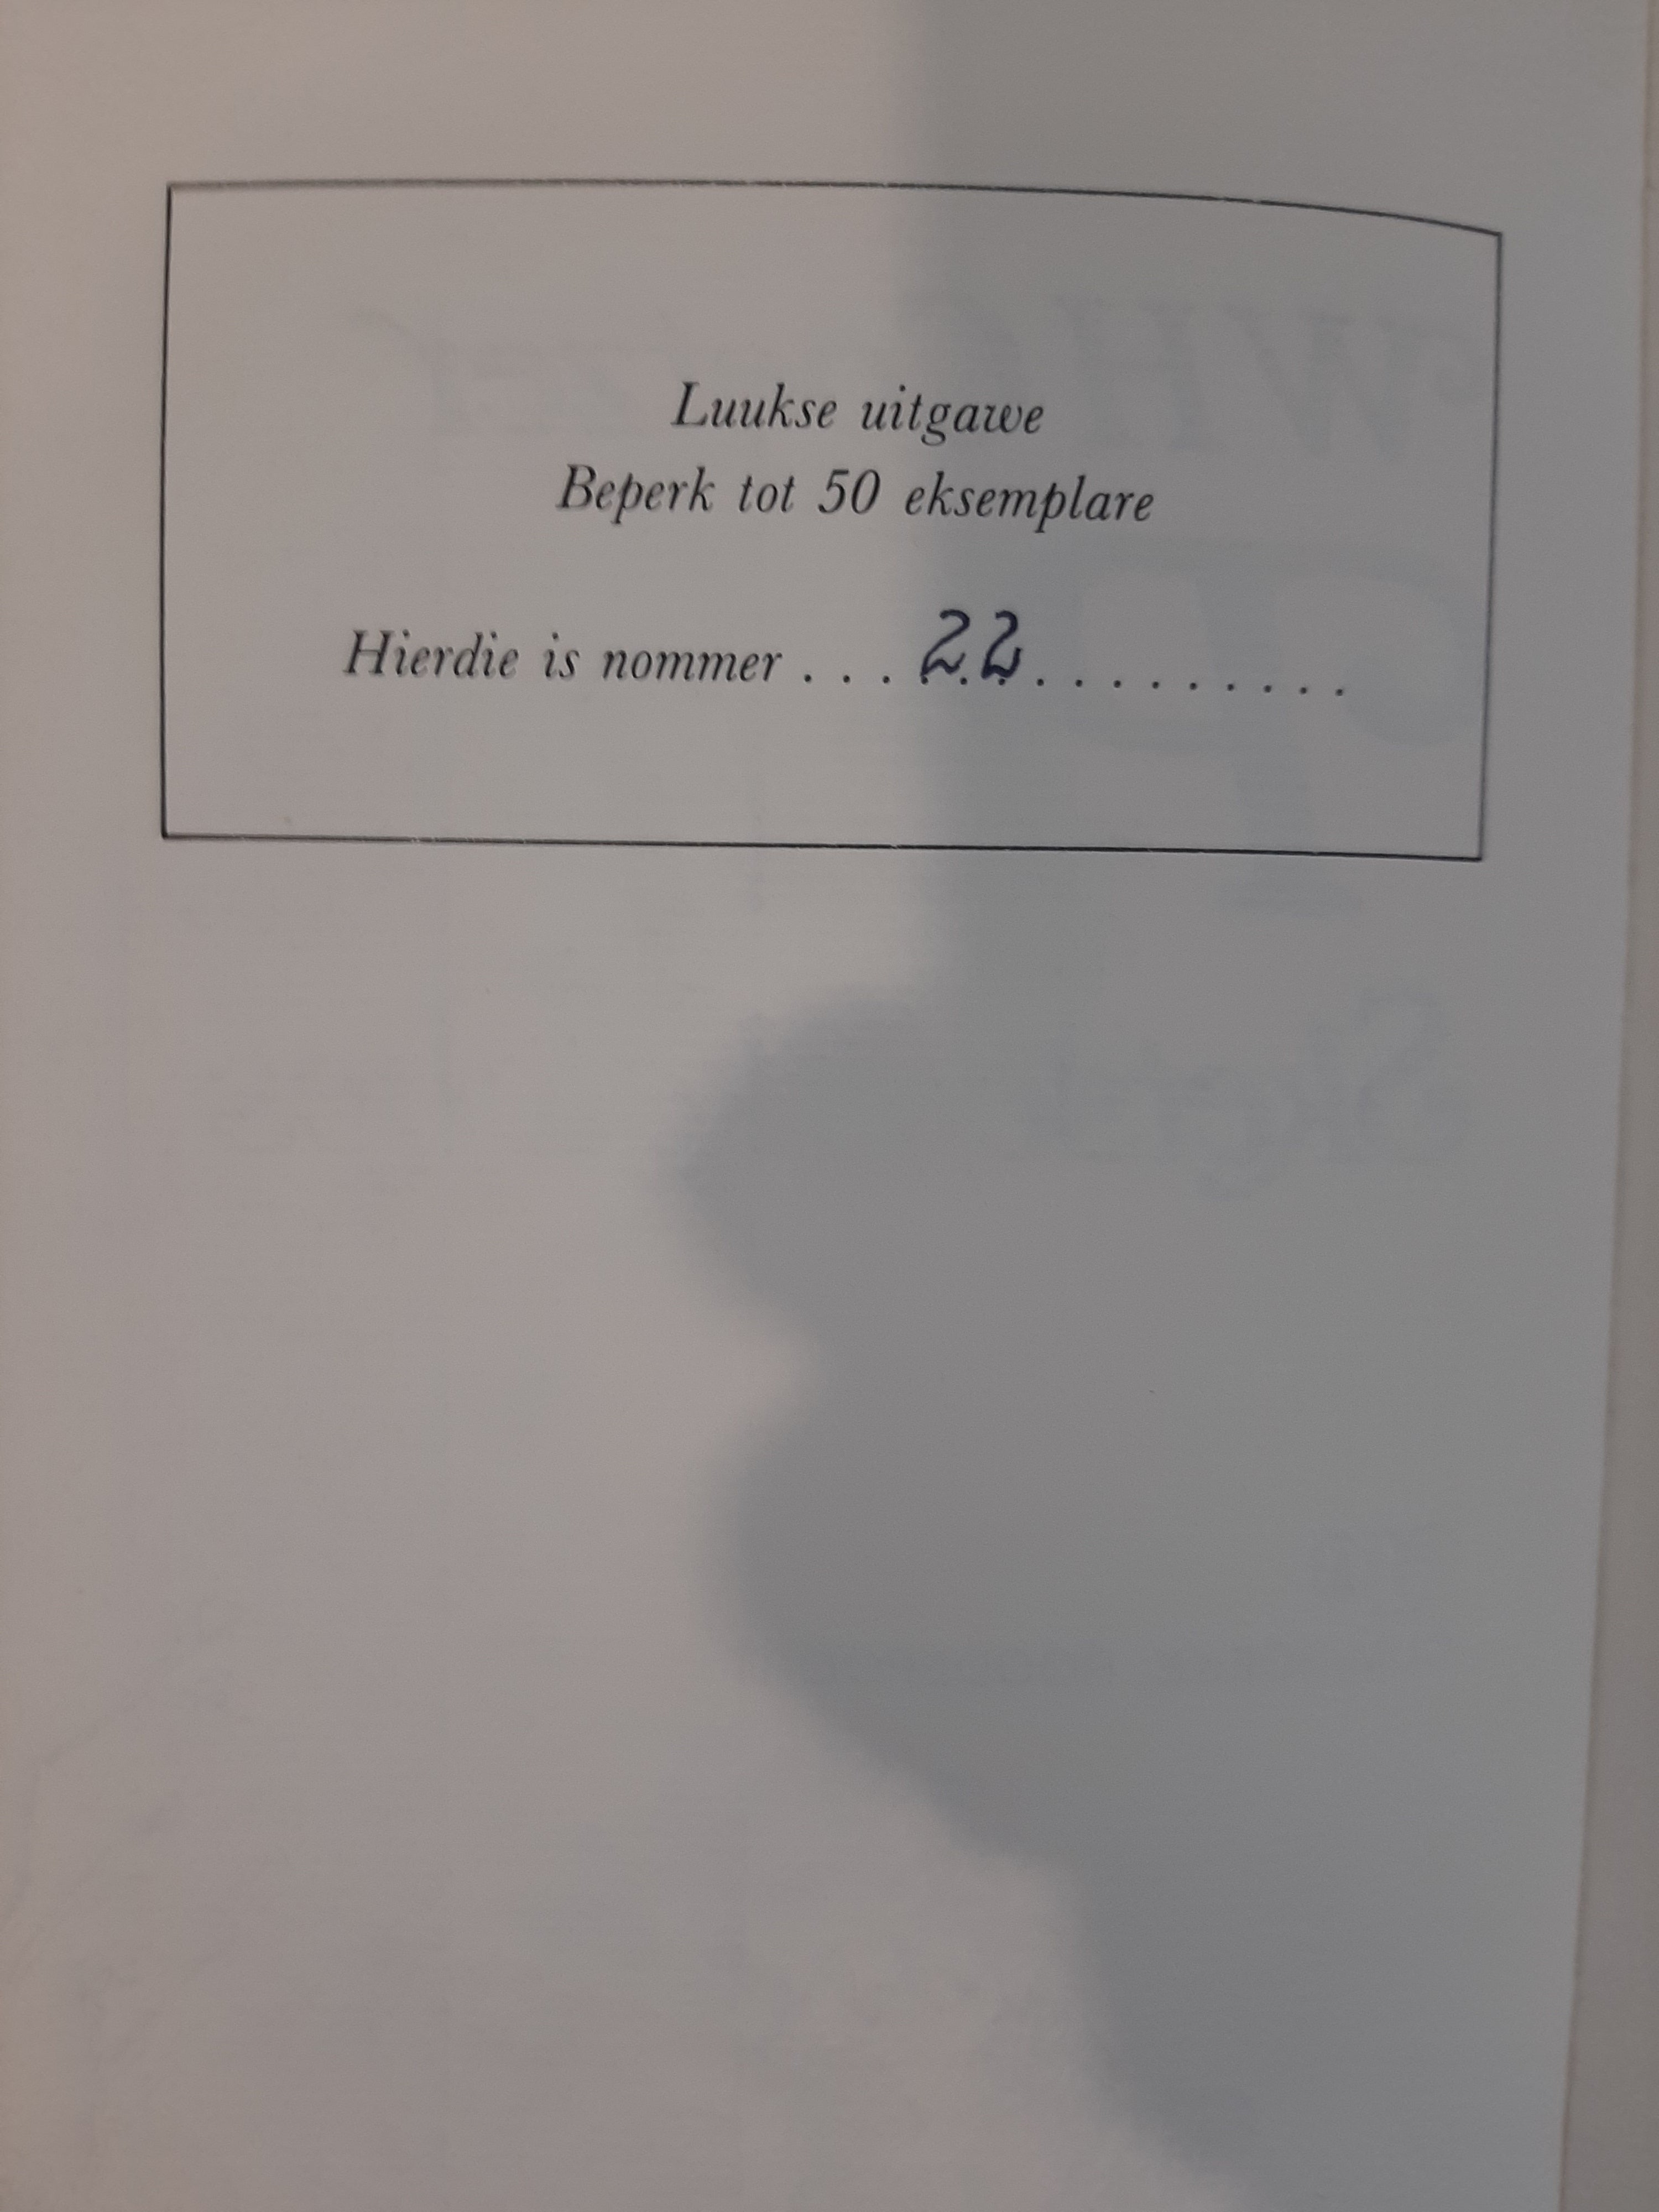 Luukse uitgawe
Beperk tot 50 eksemplare
Hierdie is nommer . . . 22 . . . . . . . . .